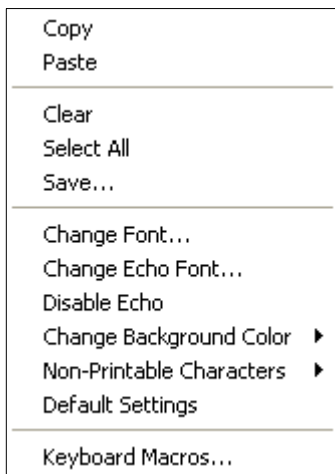 Copy
Paste
Clear
Select All
Save...
Change Font...
Change Echo Font...
Disable Echo
Change Background Color
Non-Printable Characters
Default Settings
Keyboard Macros...